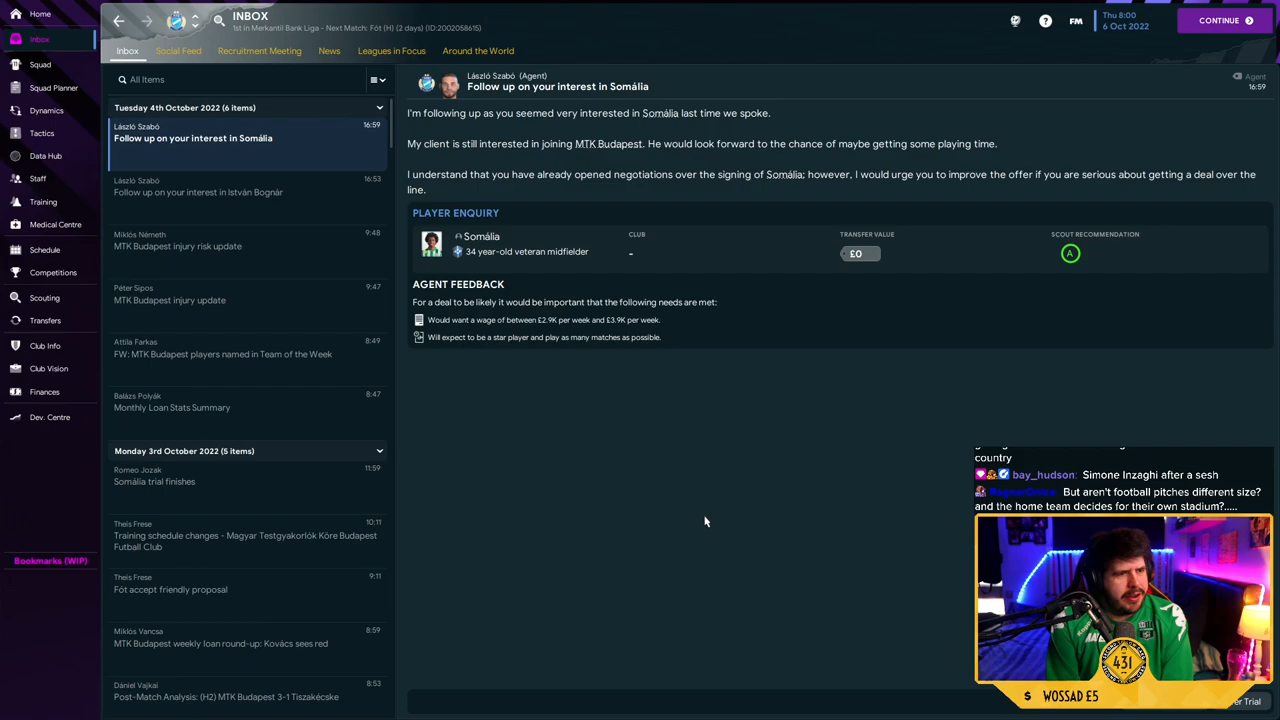 Home
Inbox
Squad
Squad Planner
Dynamics
Tactics
Data Hub
Staff
Training
Medical Centre
Schedule
Competitions
Scouting
Transfers
Club Info
Club Vision
Finances
Dev. Centre
Bookmarks (WIP)
INBOX
1st in Merkantil Bank Liga - Next Match: Fót (H) (2 days) (ID:2002058615)
FM
Thu 8:00
6 Oct 2022
CONTINUE
Inbox
Social Feed
Recruitment Meeting
News
Leagues in Focus
Around the World
All Items
Tuesday 4th October 2022 (6 items)
László Szabó 16:59
Follow up on your interest in Somália
László Szabó 16:53
Follow up on your interest in István Bognár
Miklós Németh 9:48
MTK Budapest injury risk update
Péter Sipos 9:47
MTK Budapest injury update
Attila Farkas 8:49
FW: MTK Budapest players named in Team of the Week
Balázs Polyák 8:47
Monthly Loan Stats Summary
Monday 3rd October 2022 (5 items)
Romeo Jozak 11:59
Somália trial finishes
Theis Frese 10:11
Training schedule changes - Magyar Testgyakorlók Köre Budapest
Futball Club
Theis Frese 9:11
Fót accept friendly proposal
Miklós Vancsa 8:59
MTK Budapest weekly loan round-up: Kovács sees red
Dániel Vajkai 8:53
Post-Match Analysis: (H2) MTK Budapest 3-1 Tiszakécske
László Szabó (Agent)
Follow up on your interest in Somália
Agent
16:59
I'm following up as you seemed very interested in Somália last time we spoke.
My client is still interested in joining MTK Budapest. He would look forward to the chance of maybe getting some playing time.
I understand that you have already opened negotiations over the signing of Somália; however, I would urge you to improve the offer if you are serious about getting a deal over the
line.
PLAYER ENQUIRY
Somália
34 year-old veteran midfielder
CLUB
-
TRANSFER VALUE
£0
SCOUT RECOMMENDATION
A
AGENT FEEDBACK
For a deal to be likely it would be important that the following needs are met:
Would want a wage of between £2.9K per week and £3.9K per week.
Will expect to be a star player and play as many matches as possible.
country
bay_hudson: Simone Inzaghi after a sesh
But aren't football pitches different size?
and the home team decides for their own stadium?.....
431
$ WOSSAD £5
Trial